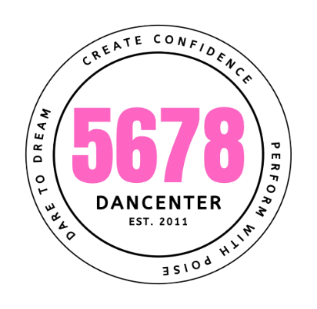 CREATE CONFIDENCE
5678
DANCENTER
EST. 2011
PERFORM WITH POISE
DARE TO DREAM